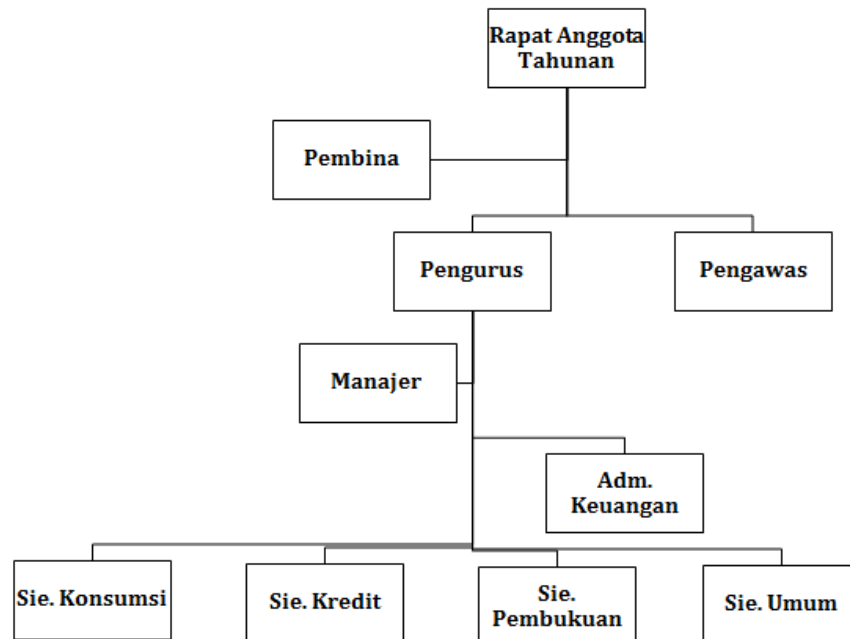 Rapat Anggota
Tahunan
Pembina
Pengurus
Pengawas
Manajer
Adm.
Keuangan
Sie. Konsumsi
Sie. Kredit
Sie.
Pembukuan
Sie. Umum